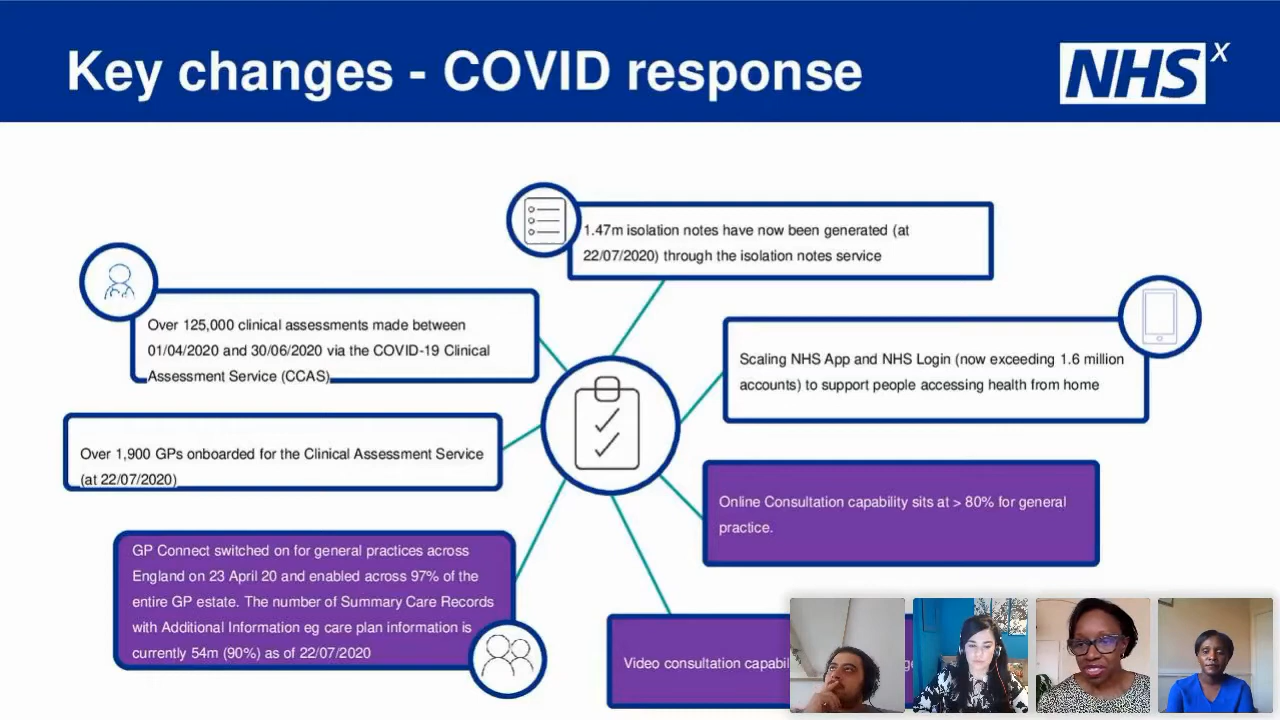 Key changes - COVID response
NHS X
1.47m isolation notes have now been generated (at
22/07/2020) through the isolation notes service
Over 125,000 clinical assessments made between
01/04/2020 and 30/06/2020 via the COVID-19 Clinical
Assessment Service (CCAS)
Scaling NHS App and NHS Login (now exceeding 1.6 million
accounts) to support people accessing health from home
Over 1,900 GPs onboarded for the Clinical Assessment Service
(at 22/07/2020)
Online Consultation capability sits at > 80% for general
practice.
GP Connect switched on for general practices across
England on 23 April 20 and enabled across 97% of the
entire GP estate. The number of Summary Care Records
with Additional Information eg care plan information is
currently 54m (90%) as of 22/07/2020
Video consultation